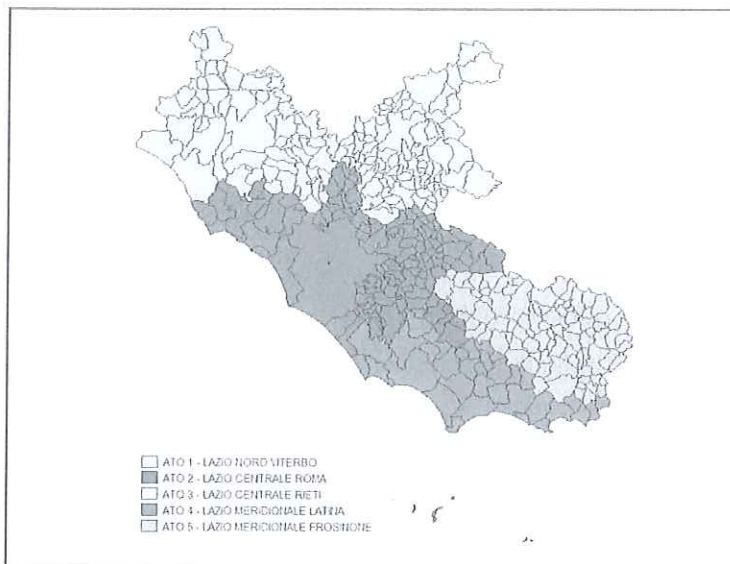 ATO 1 - LAZIO NORD VITERBO
ATO 2 - LAZIO CENTRALE ROMA
ATO 3 - LAZIO CENTRALE RIETI
ATO 4 - LAZIO MERIDIONALE LATINA
ATO 5 - LAZIO MERIDIONALE FROSINONE